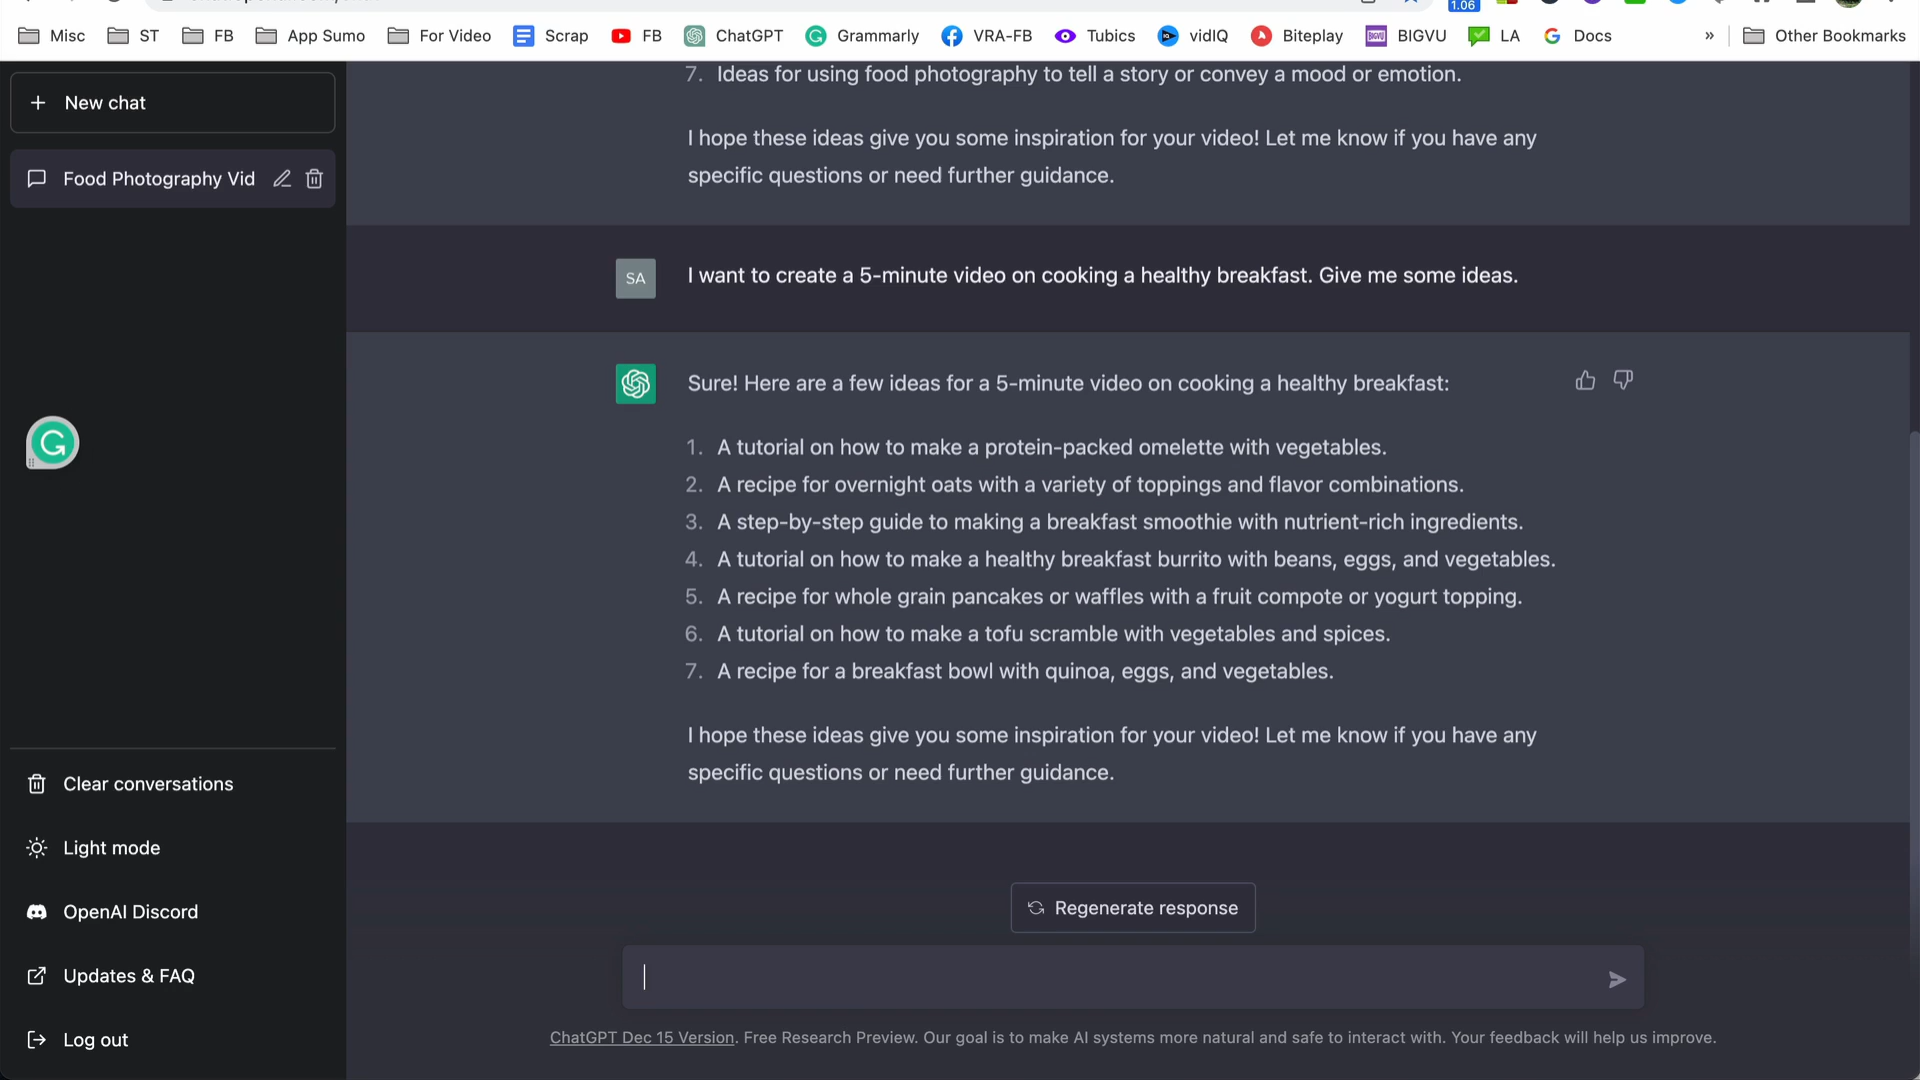 1.06
Misc ST FB App Sumo For Video Scrap FB ChatGPT Grammarly VRA-FB Tubics vidIQ Biteplay BIGVU LA Docs » Other Bookmarks
New chat
Food Photography Vid
7. Ideas for using food photography to tell a story or convey a mood or emotion.
I hope these ideas give you some inspiration for your video! Let me know if you have any
specific questions or need further guidance.
SA
I want to create a 5-minute video on cooking a healthy breakfast. Give me some ideas.
Sure! Here are a few ideas for a 5-minute video on cooking a healthy breakfast:
1. A tutorial on how to make a protein-packed omelette with vegetables.
2. A recipe for overnight oats with a variety of toppings and flavor combinations.
3. A step-by-step guide to making a breakfast smoothie with nutrient-rich ingredients.
4. A tutorial on how to make a healthy breakfast burrito with beans, eggs, and vegetables.
5. A recipe for whole grain pancakes or waffles with a fruit compote or yogurt topping.
6. A tutorial on how to make a tofu scramble with vegetables and spices.
7. A recipe for a breakfast bowl with quinoa, eggs, and vegetables.
I hope these ideas give you some inspiration for your video! Let me know if you have any
specific questions or need further guidance.
Clear conversations
Light mode
OpenAI Discord
Updates & FAQ
Log out
Regenerate response
ChatGPT Dec 15 Version. Free Research Preview. Our goal is to make AI systems more natural and safe to interact with. Your feedback will help us improve.